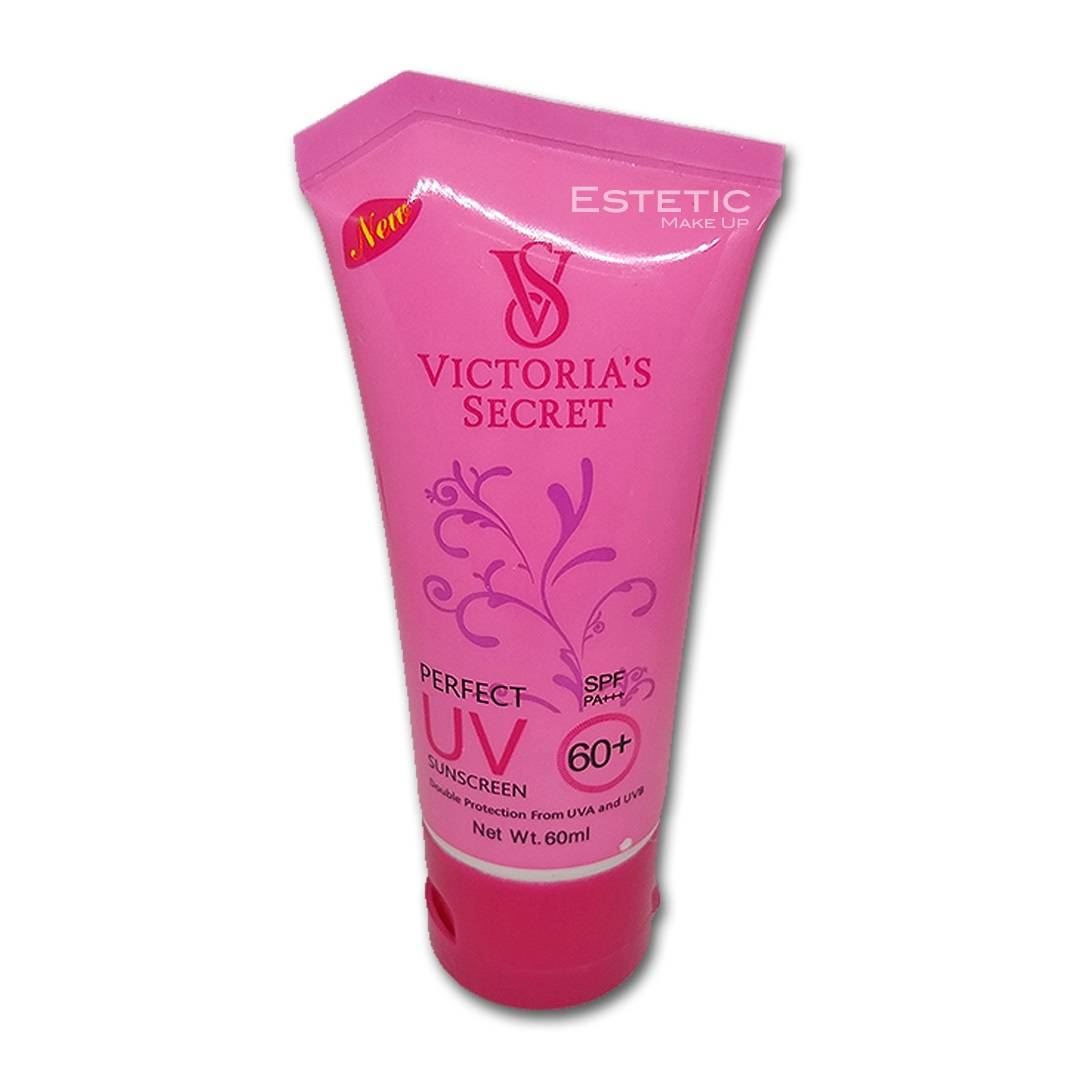 ESTETIC
MAKE UP
New
VS
VICTORIA'S
SECRET
PERFECT
UV
SUNSCREEN
SPF
PA+++
60+
Double Protection From UVA and UVB
Net Wt. 60ml